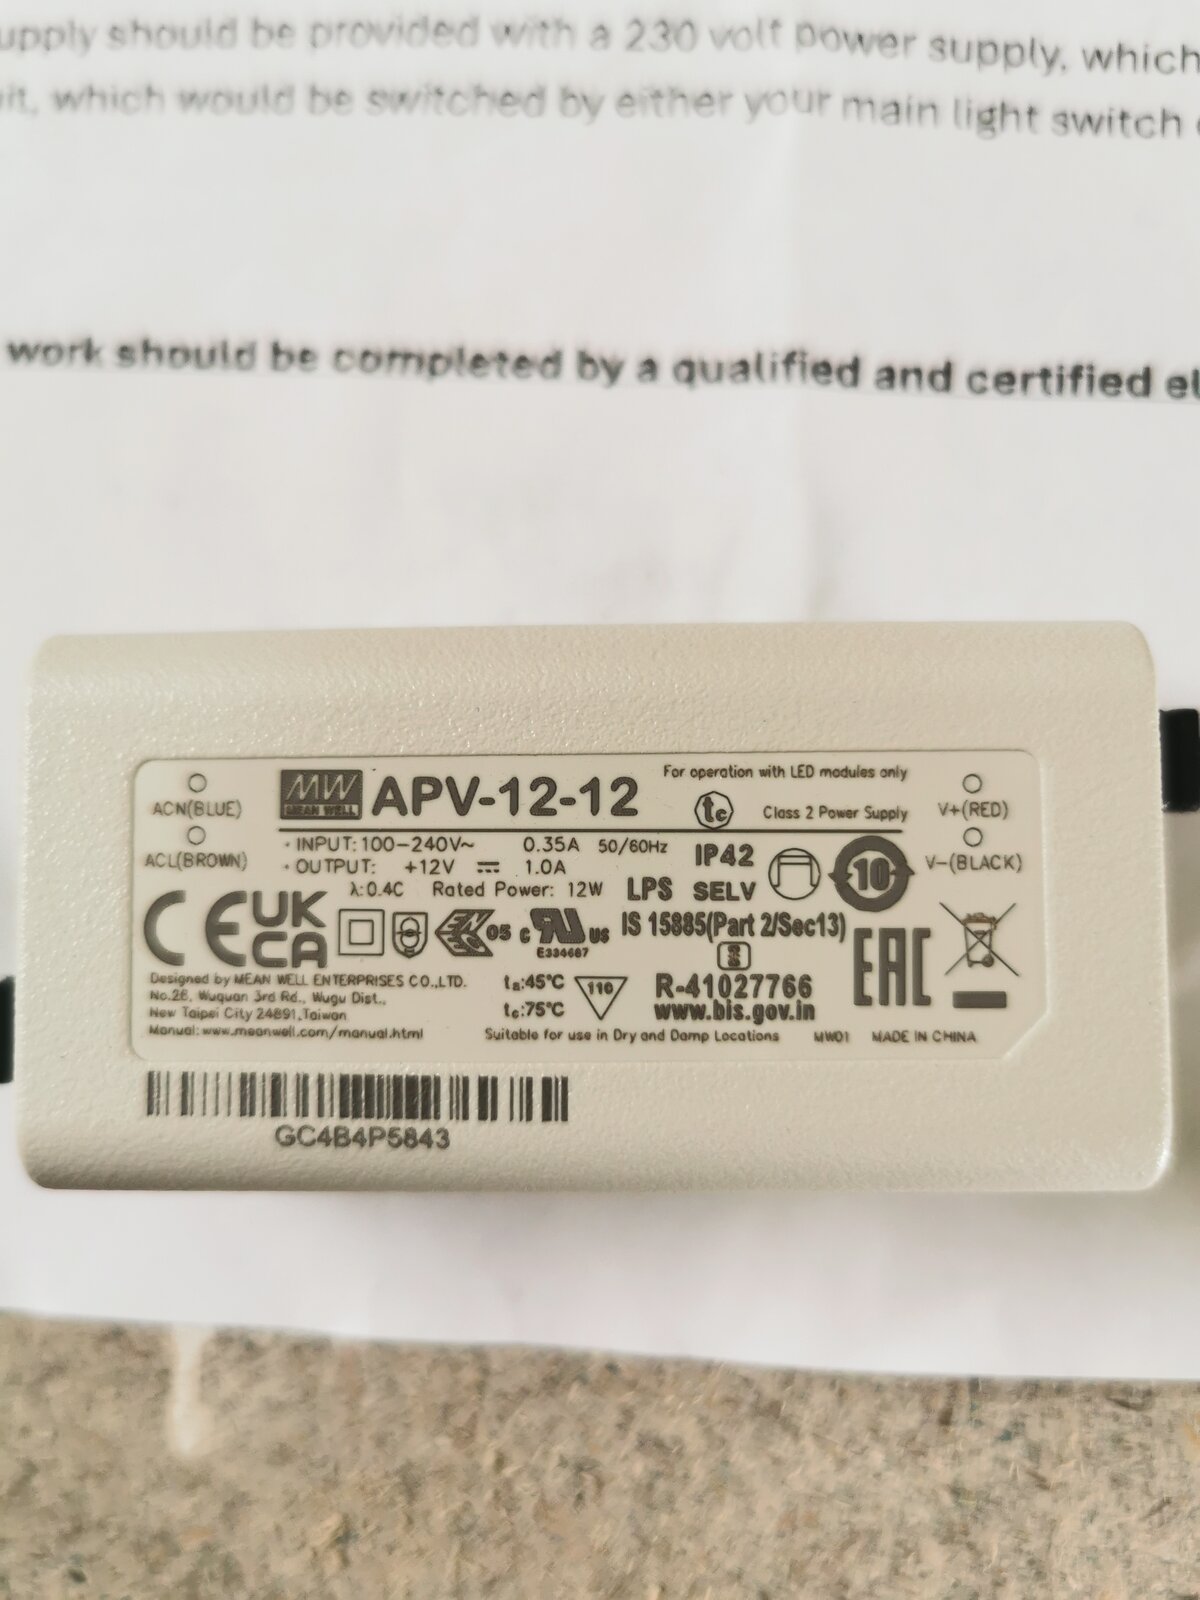 upply should be provided with a 230 volt power supply, which
it, which would be switched by either your main light switch
work should be completed by a qualified and certified el
ACN(BLUE)
ACL(BROWN)
MW
MEAN WELL
APV-12-12
For operation with LED modules only
tc
Class 2 Power Supply
V+(RED)
V-(BLACK)
· INPUT: 100-240V~ 0.35A 50/60Hz
· OUTPUT: +12V ⎓ 1.0A
λ:0.4C Rated Power: 12W
IP42
LPS SELV
10
CE UK
CA
05
c RU US
E334687
IS 15885(Part 2/Sec13)
R-41027766
www.bis.gov.in
EAC
Designed by MEAN WELL ENTERPRISES CO.,LTD.
No.28, Wuquan 3rd Rd., Wugu Dist.,
New Taipei City 24891,Taiwan
Manual: www.meanwell.com/manual.html
ta:45°C
tc:75°C
110
Suitable for use in Dry and Damp Locations
MW01 MADE IN CHINA
GC4B4P5843